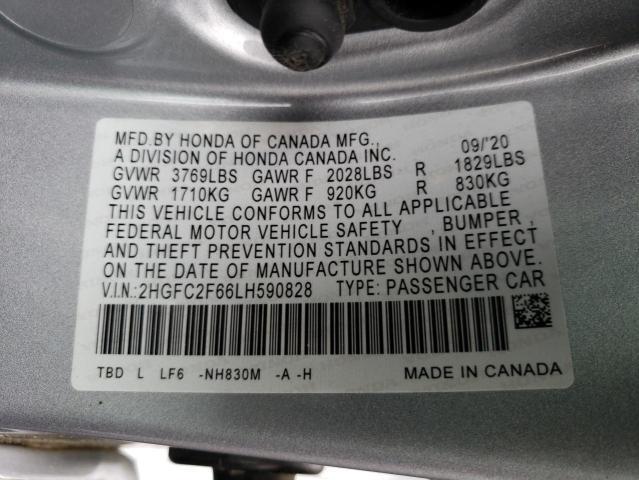 MFD.BY HONDA OF CANADA MFG., 09/'20
A DIVISION OF HONDA CANADA INC.
GVWR 3769LBS GAWR F 2028LBS R 1829LBS
GVWR 1710KG GAWR F 920KG R 830KG
THIS VEHICLE CONFORMS TO ALL APPLICABLE
FEDERAL MOTOR VEHICLE SAFETY , BUMPER ,
AND THEFT PREVENTION STANDARDS IN EFFECT
ON THE DATE OF MANUFACTURE SHOWN ABOVE.
V.I.N.:2HGFC2F66LH590828 TYPE: PASSENGER CAR
TBD L LF6 -NH830M -A -H MADE IN CANADA